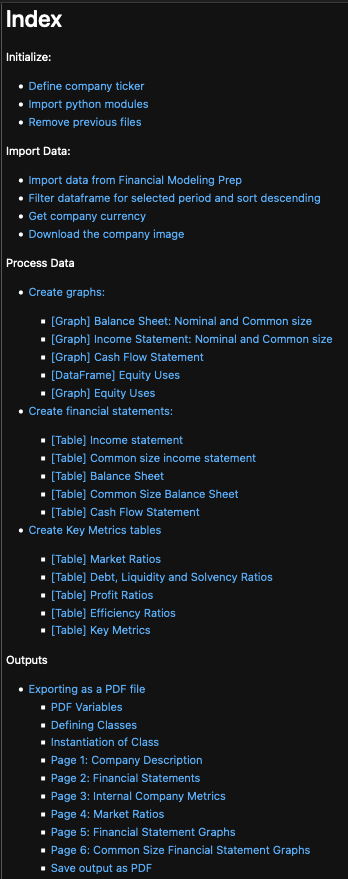 Index
Initialize:
Define company ticker
Import python modules
Remove previous files
Import Data:
Import data from Financial Modeling Prep
Filter dataframe for selected period and sort descending
Get company currency
Download the company image
Process Data
Create graphs:
[Graph] Balance Sheet: Nominal and Common size
[Graph] Income Statement: Nominal and Common size
[Graph] Cash Flow Statement
[DataFrame] Equity Uses
[Graph] Equity Uses
Create financial statements:
[Table] Income statement
[Table] Common size income statement
[Table] Balance Sheet
[Table] Common Size Balance Sheet
[Table] Cash Flow Statement
Create Key Metrics tables
[Table] Market Ratios
[Table] Debt, Liquidity and Solvency Ratios
[Table] Profit Ratios
[Table] Efficiency Ratios
[Table] Key Metrics
Outputs
Exporting as a PDF file
PDF Variables
Defining Classes
Instantiation of Class
Page 1: Company Description
Page 2: Financial Statements
Page 3: Internal Company Metrics
Page 4: Market Ratios
Page 5: Financial Statement Graphs
Page 6: Common Size Financial Statement Graphs
Save output as PDF